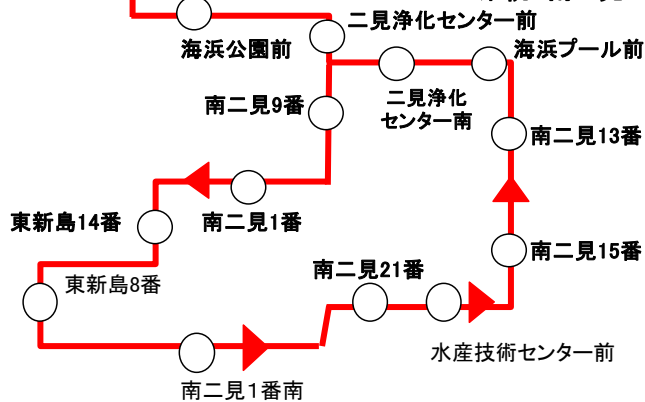 二見浄化センター前
海浜公園前
海浜プール前
南二見9番
二見浄化
センター南
南二見13番
東新島14番
南二見1番
南二見15番
南二見21番
東新島8番
水産技術センター前
南二見１番南